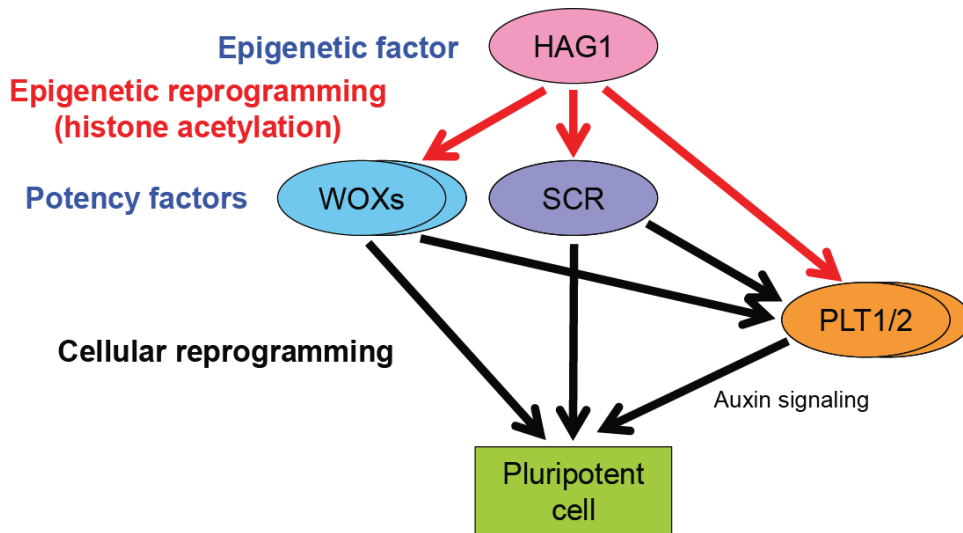 Epigenetic factor
HAG1
Epigenetic reprogramming
(histone acetylation)
Potency factors
WOXs
SCR
PLT1/2
Cellular reprogramming
Auxin signaling
Pluripotent
cell